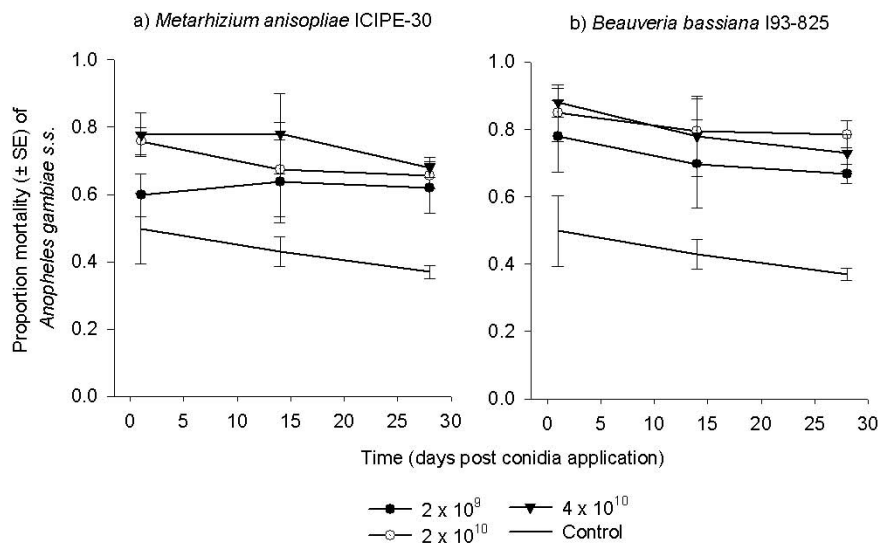 a) Metarhizium anisopliae ICIPE-30
b) Beauveria bassiana I93-825
Proportion mortality (± SE) of
Anopheles gambiae s.s.
1.0
0.8
0.6
0.4
0.2
0.0
0 5 10 15 20 25 30
1.0
0.8
0.6
0.4
0.2
0.0
0 5 10 15 20 25 30
Time (days post conidia application)
2 x 10⁹
2 x 10¹⁰
4 x 10¹⁰
Control